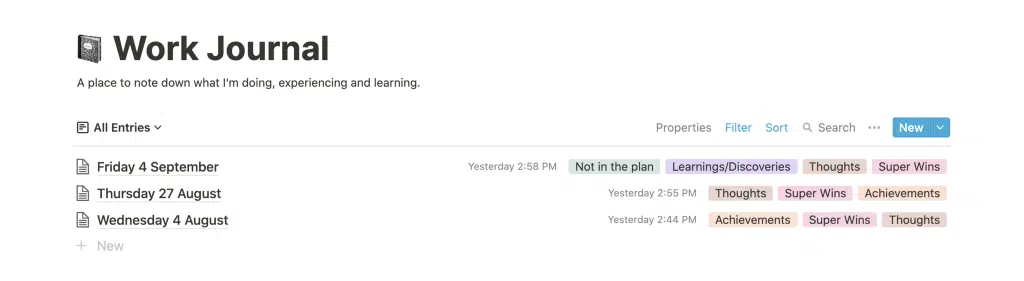 Work Journal
A place to note down what I'm doing, experiencing and learning.
All Entries Properties Filter Sort Search ••• New
Friday 4 September Yesterday 2:58 PM Not in the plan Learnings/Discoveries Thoughts Super Wins
Thursday 27 August Yesterday 2:55 PM Thoughts Super Wins Achievements
Wednesday 4 August Yesterday 2:44 PM Achievements Super Wins Thoughts
+ New